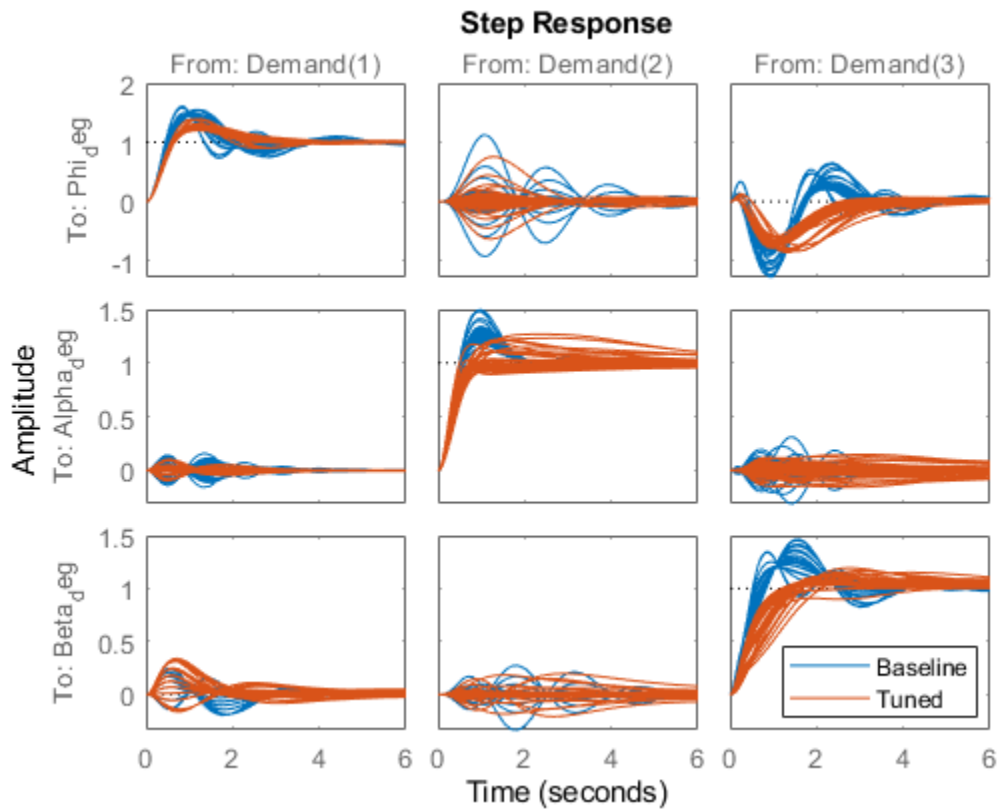 Step Response
From: Demand(1) From: Demand(2) From: Demand(3)
Amplitude
To: Phi_deg
2
1
0
-1
To: Alpha_deg
1.5
1
0.5
0
To: Beta_deg
1.5
1
0.5
0
Baseline
Tuned
0 2 4 6 0 2 4 6 0 2 4 6
Time (seconds)